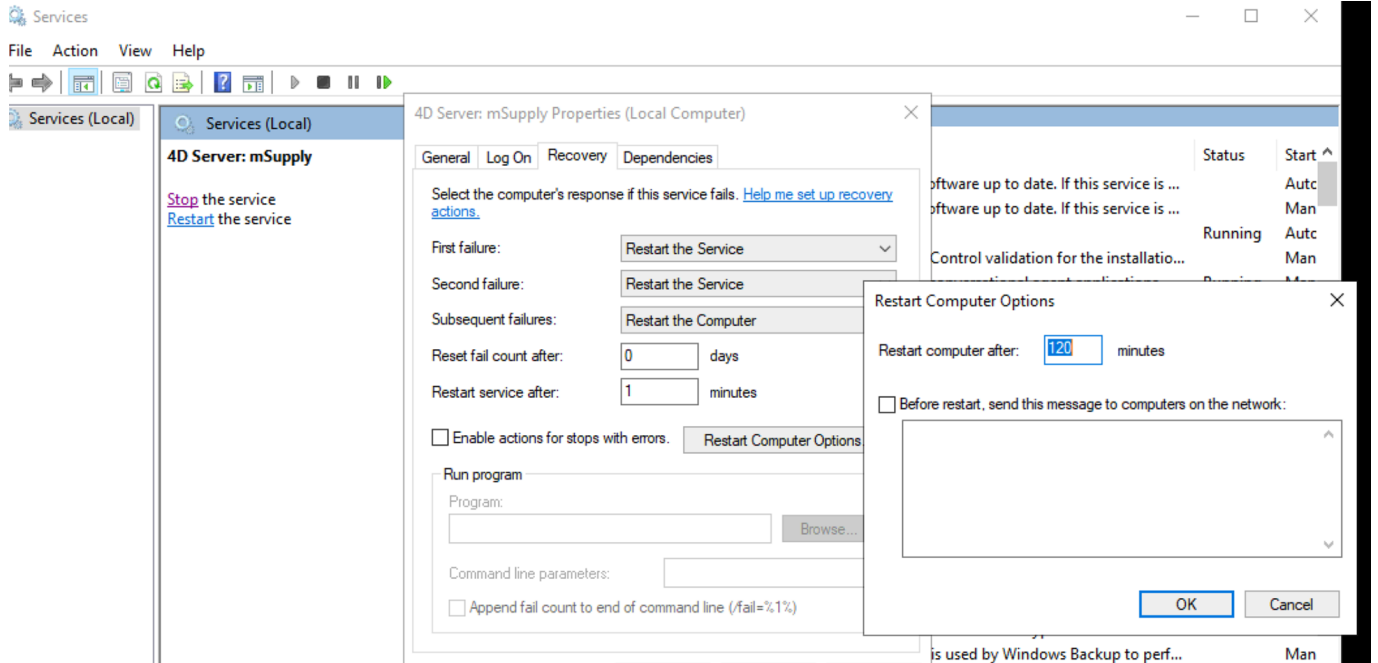 Services
File Action View Help
Services (Local)
Services (Local)
4D Server: mSupply
Stop the service
Restart the service
4D Server: mSupply Properties (Local Computer)
General Log On Recovery Dependencies
Select the computer's response if this service fails. Help me set up recovery
actions.
First failure: Restart the Service
Second failure: Restart the Service
Subsequent failures: Restart the Computer
Reset fail count after: 0 days
Restart service after: 1 minutes
Enable actions for stops with errors. Restart Computer Options
Run program
Program:
Browse...
Command line parameters:
Append fail count to end of command line (/fail=%1%)
Status Start
software up to date. If this service is ... Autc
software up to date. If this service is ... Man
Running Autc
Control validation for the installatio... Man
Restart Computer Options
Restart computer after: 120 minutes
Before restart, send this message to computers on the network:
OK Cancel
is used by Windows Backup to perf... Man